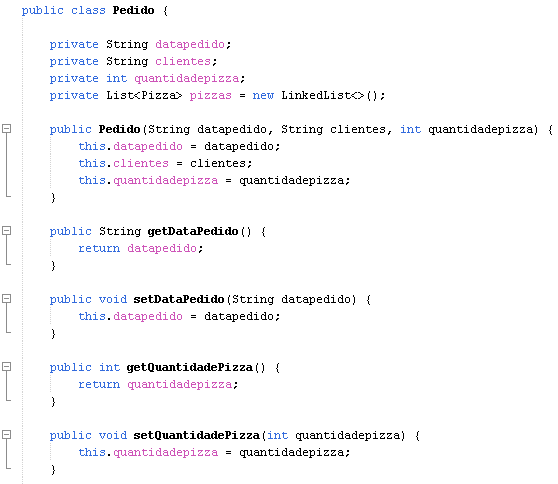 public class Pedido {
private String datapedido;
private String clientes;
private int quantidadepizza;
private List<Pizza> pizzas = new LinkedList<>();
public Pedido(String datapedido, String clientes, int quantidadepizza) {
this.datapedido = datapedido;
this.clientes = clientes;
this.quantidadepizza = quantidadepizza;
}
public String getDataPedido() {
return datapedido;
}
public void setDataPedido(String datapedido) {
this.datapedido = datapedido;
}
public int getQuantidadePizza() {
return quantidadepizza;
}
public void setQuantidadePizza(int quantidadepizza) {
this.quantidadepizza = quantidadepizza;
}